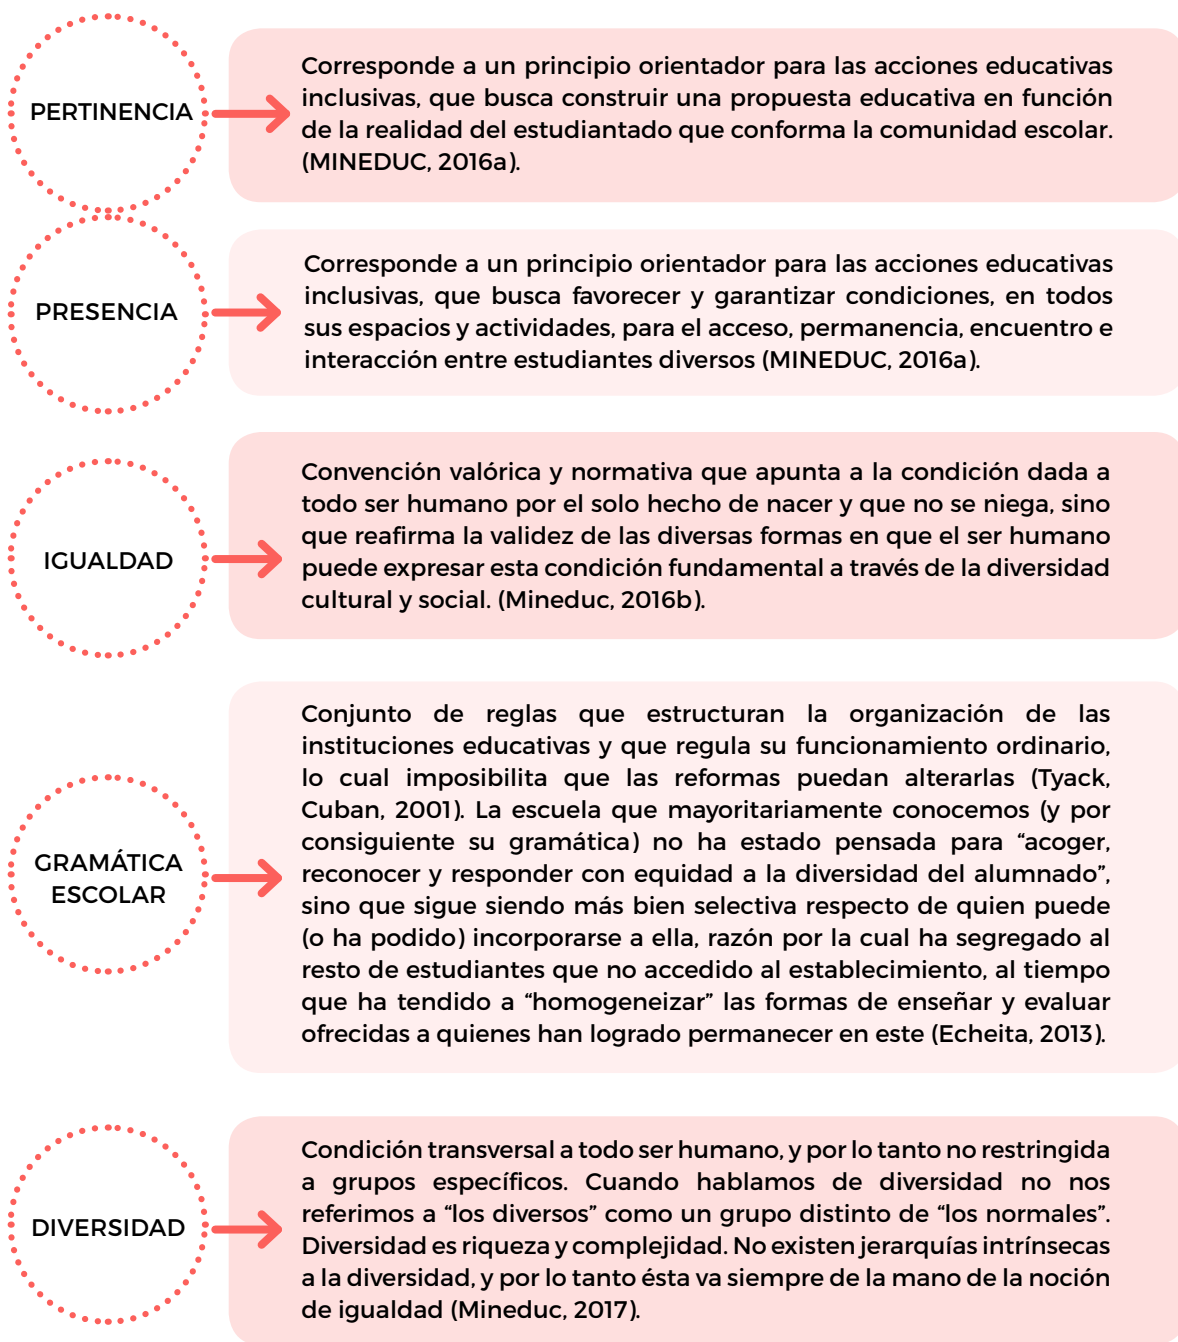 PERTINENCIA
Corresponde a un principio orientador para las acciones educativas
inclusivas, que busca construir una propuesta educativa en función
de la realidad del estudiantado que conforma la comunidad escolar.
(MINEDUC, 2016a).
PRESENCIA
Corresponde a un principio orientador para las acciones educativas
inclusivas, que busca favorecer y garantizar condiciones, en todos
sus espacios y actividades, para el acceso, permanencia, encuentro e
interacción entre estudiantes diversos (MINEDUC, 2016a).
IGUALDAD
Convención valórica y normativa que apunta a la condición dada a
todo ser humano por el solo hecho de nacer y que no se niega, sino
que reafirma la validez de las diversas formas en que el ser humano
puede expresar esta condición fundamental a través de la diversidad
cultural y social. (Mineduc, 2016b).
GRAMÁTICA
ESCOLAR
Conjunto de reglas que estructuran la organización de las
instituciones educativas y que regula su funcionamiento ordinario,
lo cual imposibilita que las reformas puedan alterarlas (Tyack,
Cuban, 2001). La escuela que mayoritariamente conocemos (y por
consiguiente su gramática) no ha estado pensada para “acoger,
reconocer y responder con equidad a la diversidad del alumnado”,
sino que sigue siendo más bien selectiva respecto de quien puede
(o ha podido) incorporarse a ella, razón por la cual ha segregado al
resto de estudiantes que no accedido al establecimiento, al tiempo
que ha tendido a “homogeneizar” las formas de enseñar y evaluar
ofrecidas a quienes han logrado permanecer en este (Echeita, 2013).
DIVERSIDAD
Condición transversal a todo ser humano, y por lo tanto no restringida
a grupos específicos. Cuando hablamos de diversidad no nos
referimos a “los diversos” como un grupo distinto de “los normales”.
Diversidad es riqueza y complejidad. No existen jerarquías intrínsecas
a la diversidad, y por lo tanto ésta va siempre de la mano de la noción
de igualdad (Mineduc, 2017).